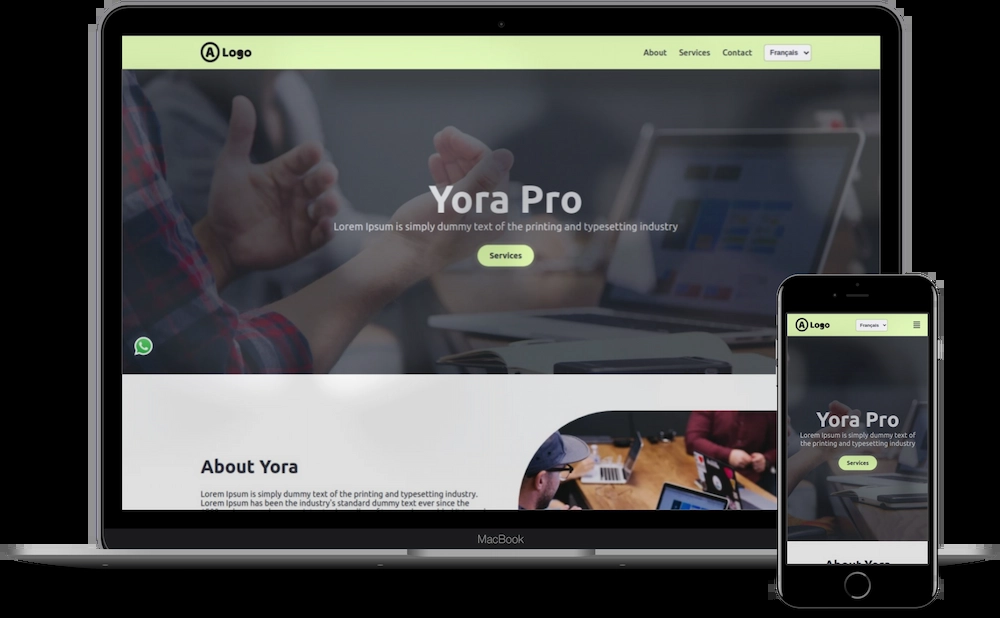 Logo
About
Services
Contact
Français
Yora Pro
Lorem Ipsum is simply dummy text of the printing and typesetting industry
Services
About Yora
Lorem Ipsum is simply dummy text of the printing and typesetting industry.
Lorem Ipsum has been the industry's standard dummy text ever since the
MacBook
Logo
Français
Yora Pro
Lorem Ipsum is simply dummy text of
the printing and typesetting industry
Services
About Yora